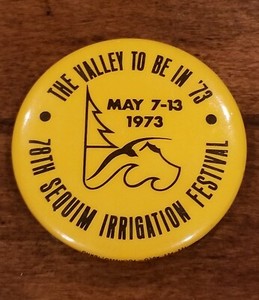 THE VALLEY TO BE IN '73
MAY 7-13
1973
78TH SEQUIM IRRIGATION FESTIVAL